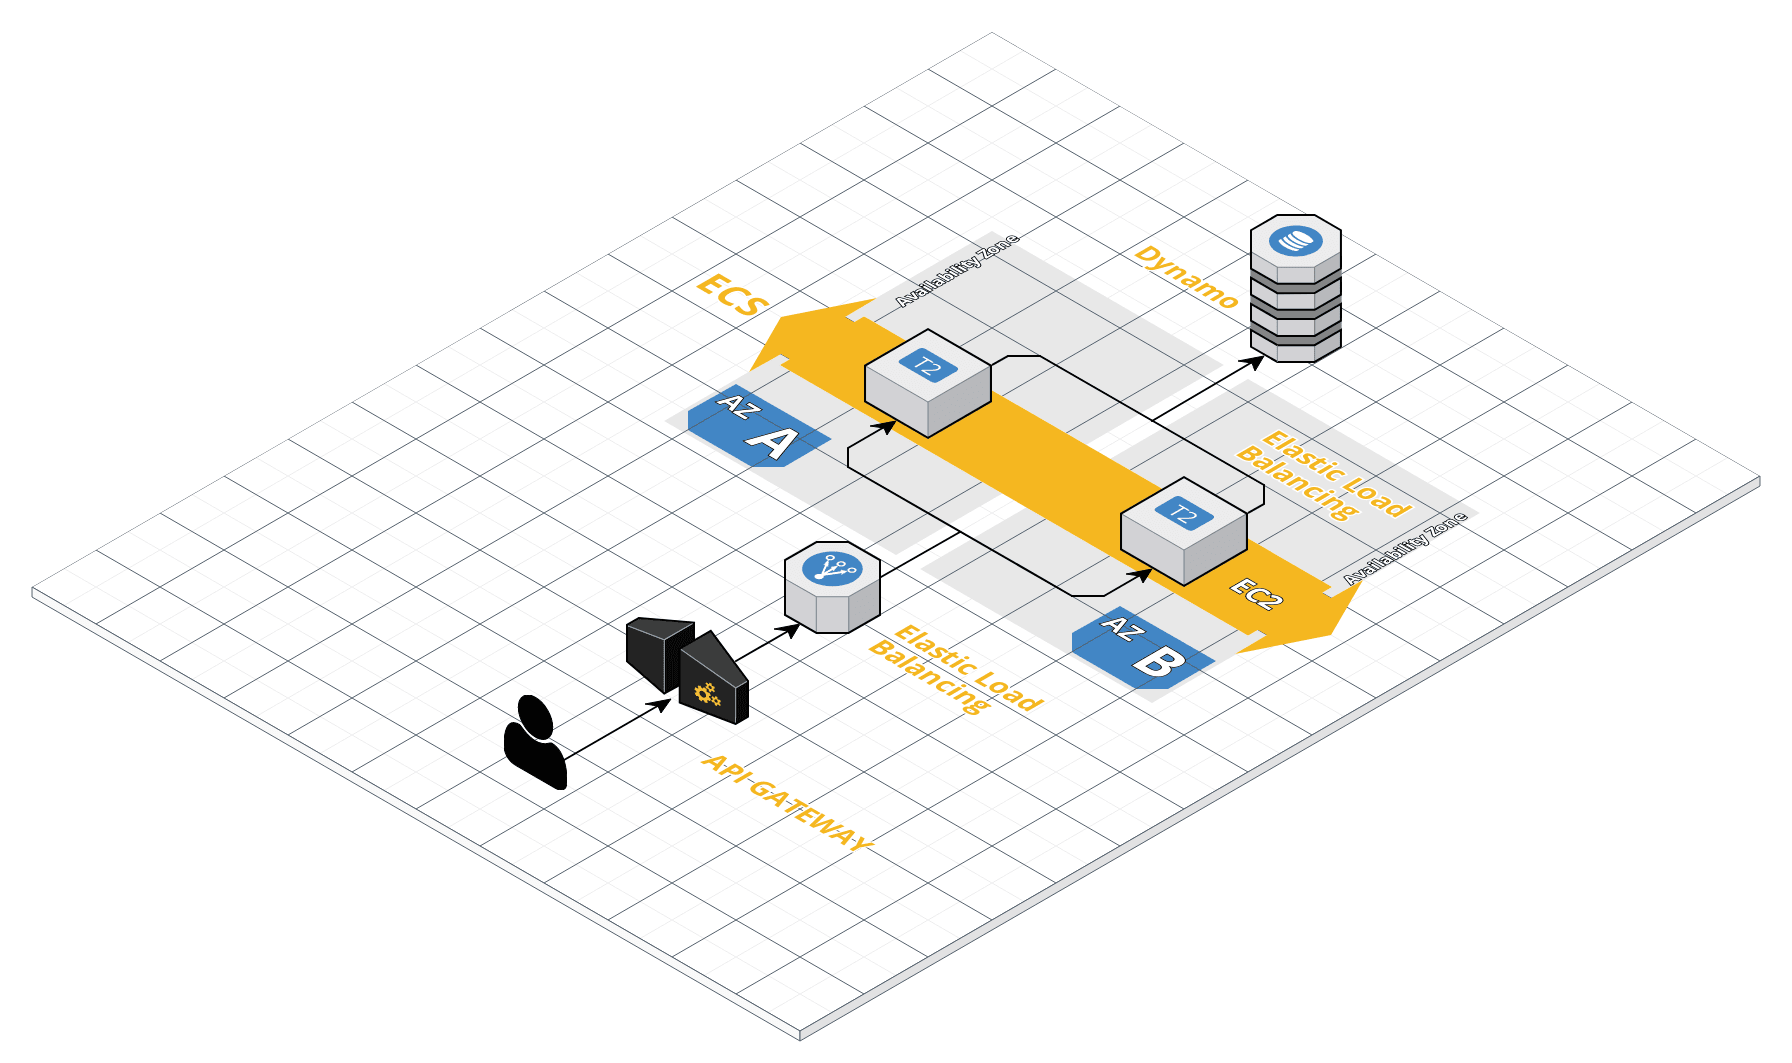 Availability Zone
Dynamo
ECS
T2
AZ
A
Elastic Load
Balancing
T2
Availability Zone
EC2
AZ
B
Elastic Load
Balancing
API GATEWAY